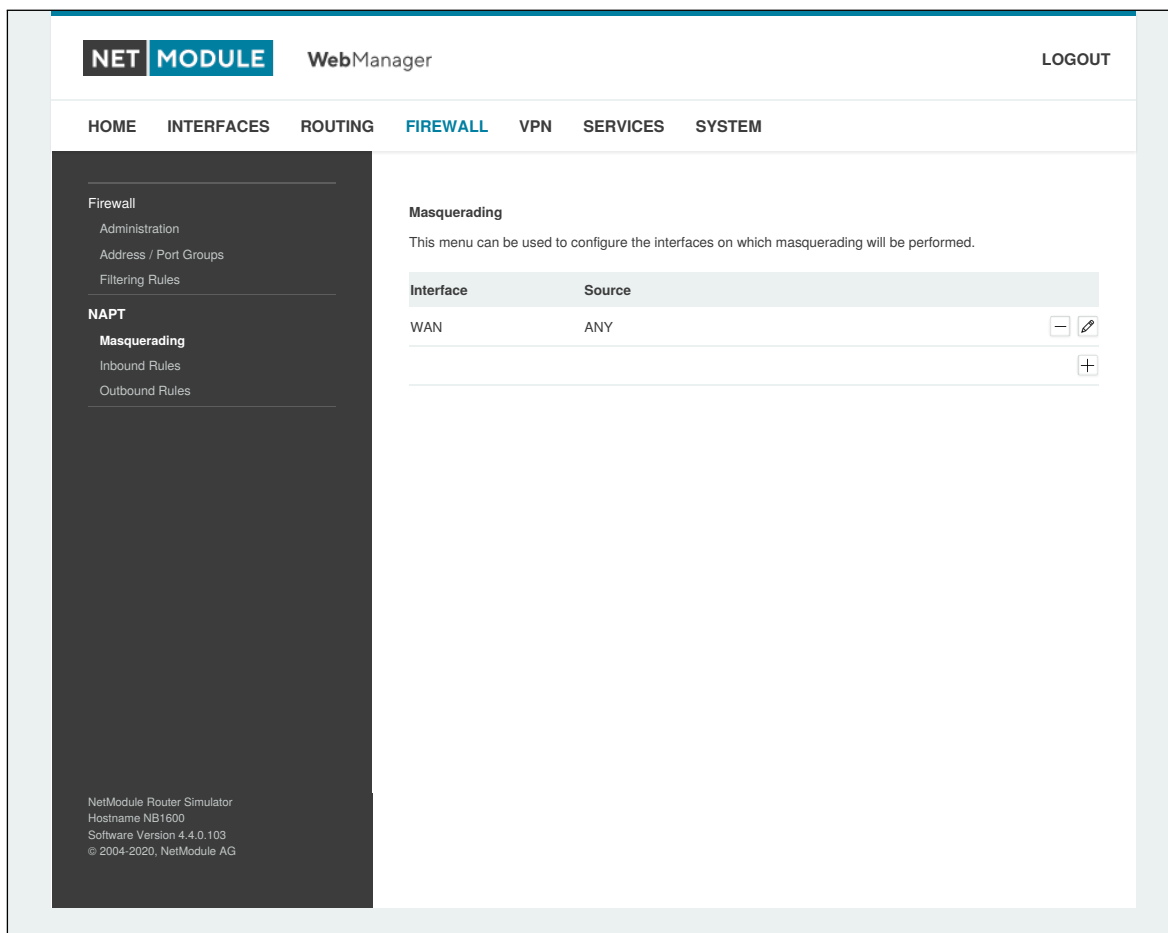 NET MODULE WebManager LOGOUT
HOME INTERFACES ROUTING FIREWALL VPN SERVICES SYSTEM
Firewall
Administration
Address / Port Groups
Filtering Rules
NAPT
Masquerading
Inbound Rules
Outbound Rules
Masquerading
This menu can be used to configure the interfaces on which masquerading will be performed.
Interface Source
WAN ANY
NetModule Router Simulator
Hostname NB1600
Software Version 4.4.0.103
© 2004-2020, NetModule AG